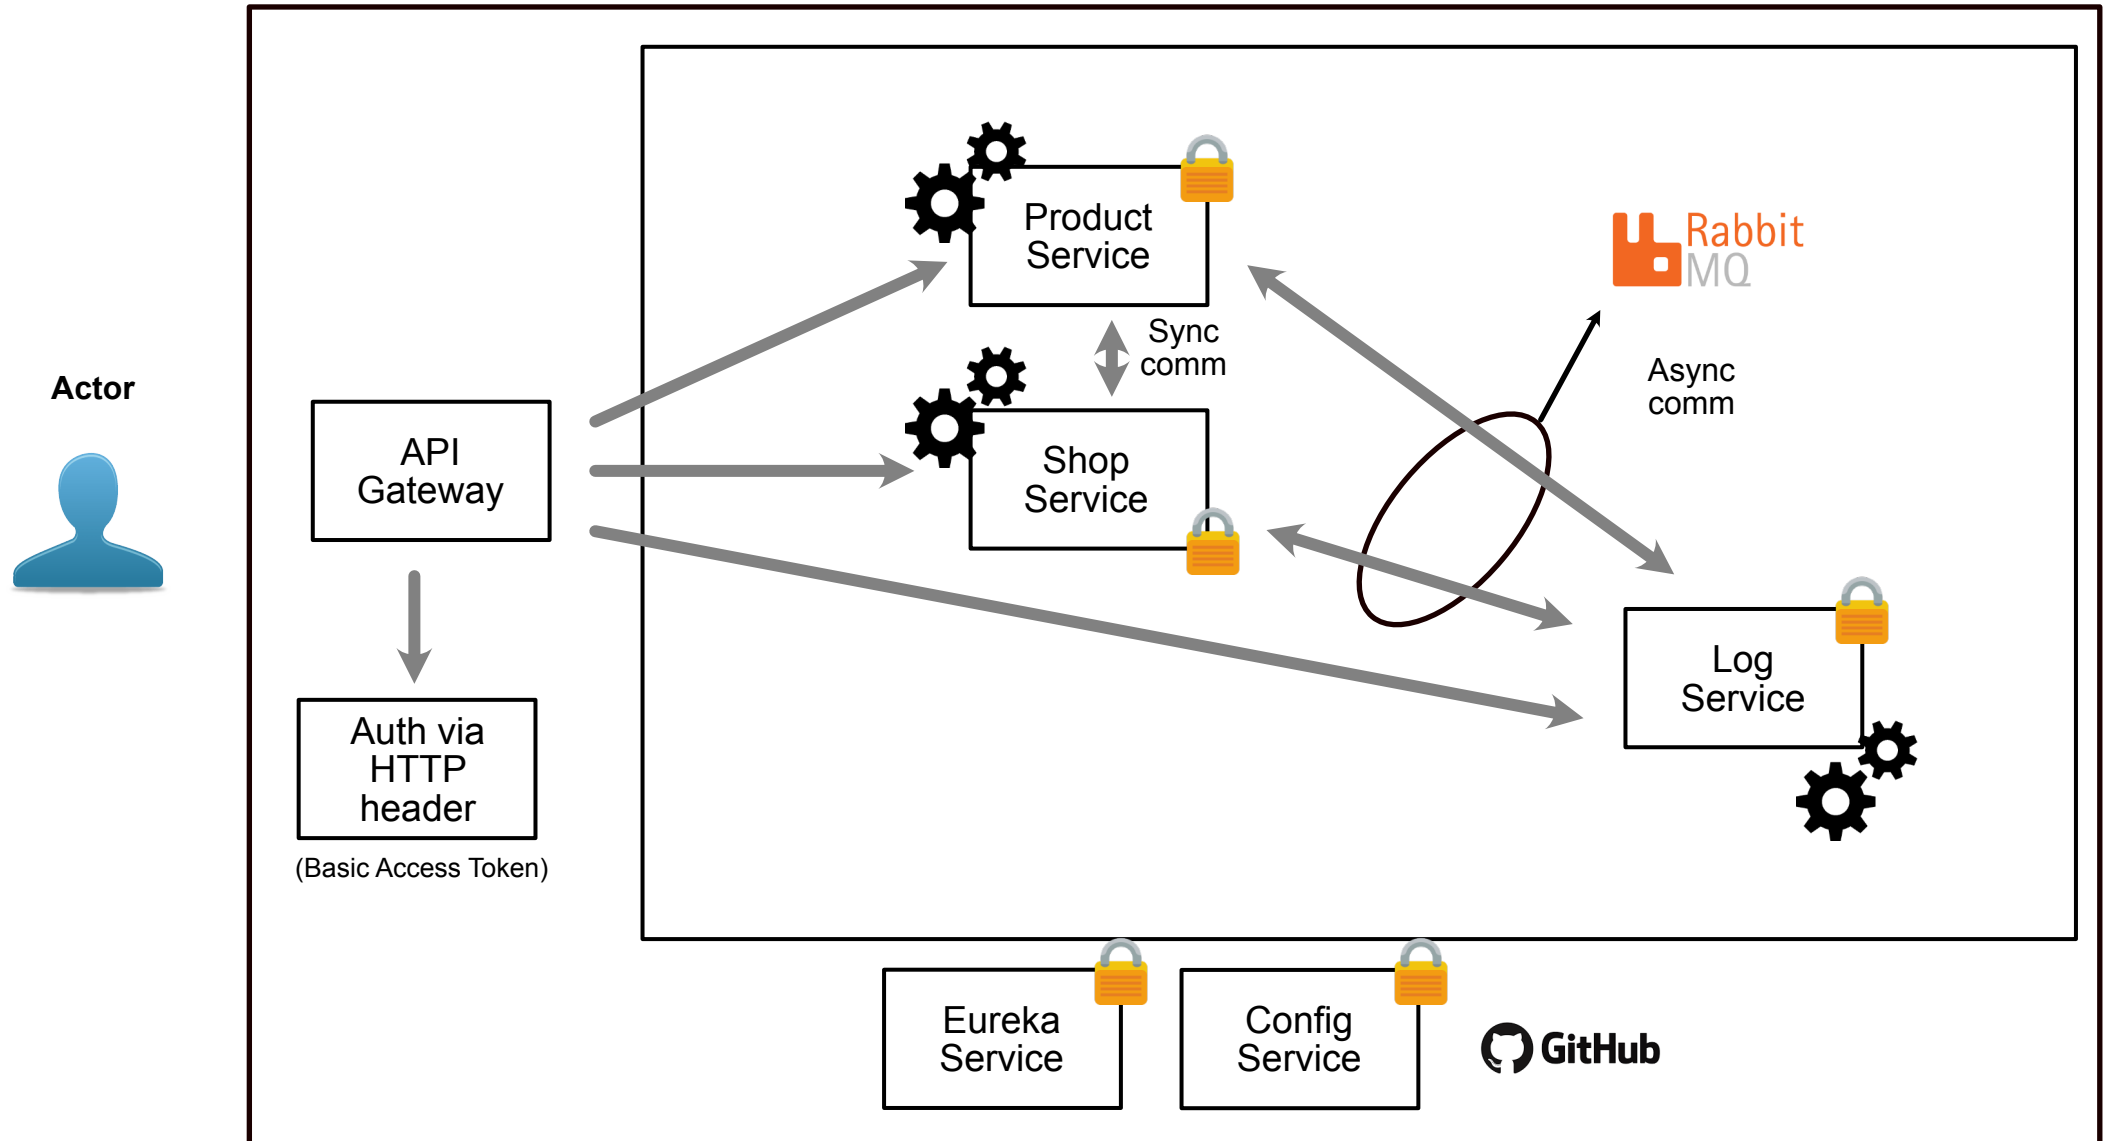 Actor
API
Gateway
Auth via
HTTP
header
(Basic Access Token)
Product
Service
Sync
comm
Shop
Service
Rabbit
MQ
Async
comm
Log
Service
Eureka
Service
Config
Service
GitHub